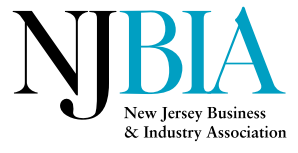 NJBIA
New Jersey Business
& Industry Association